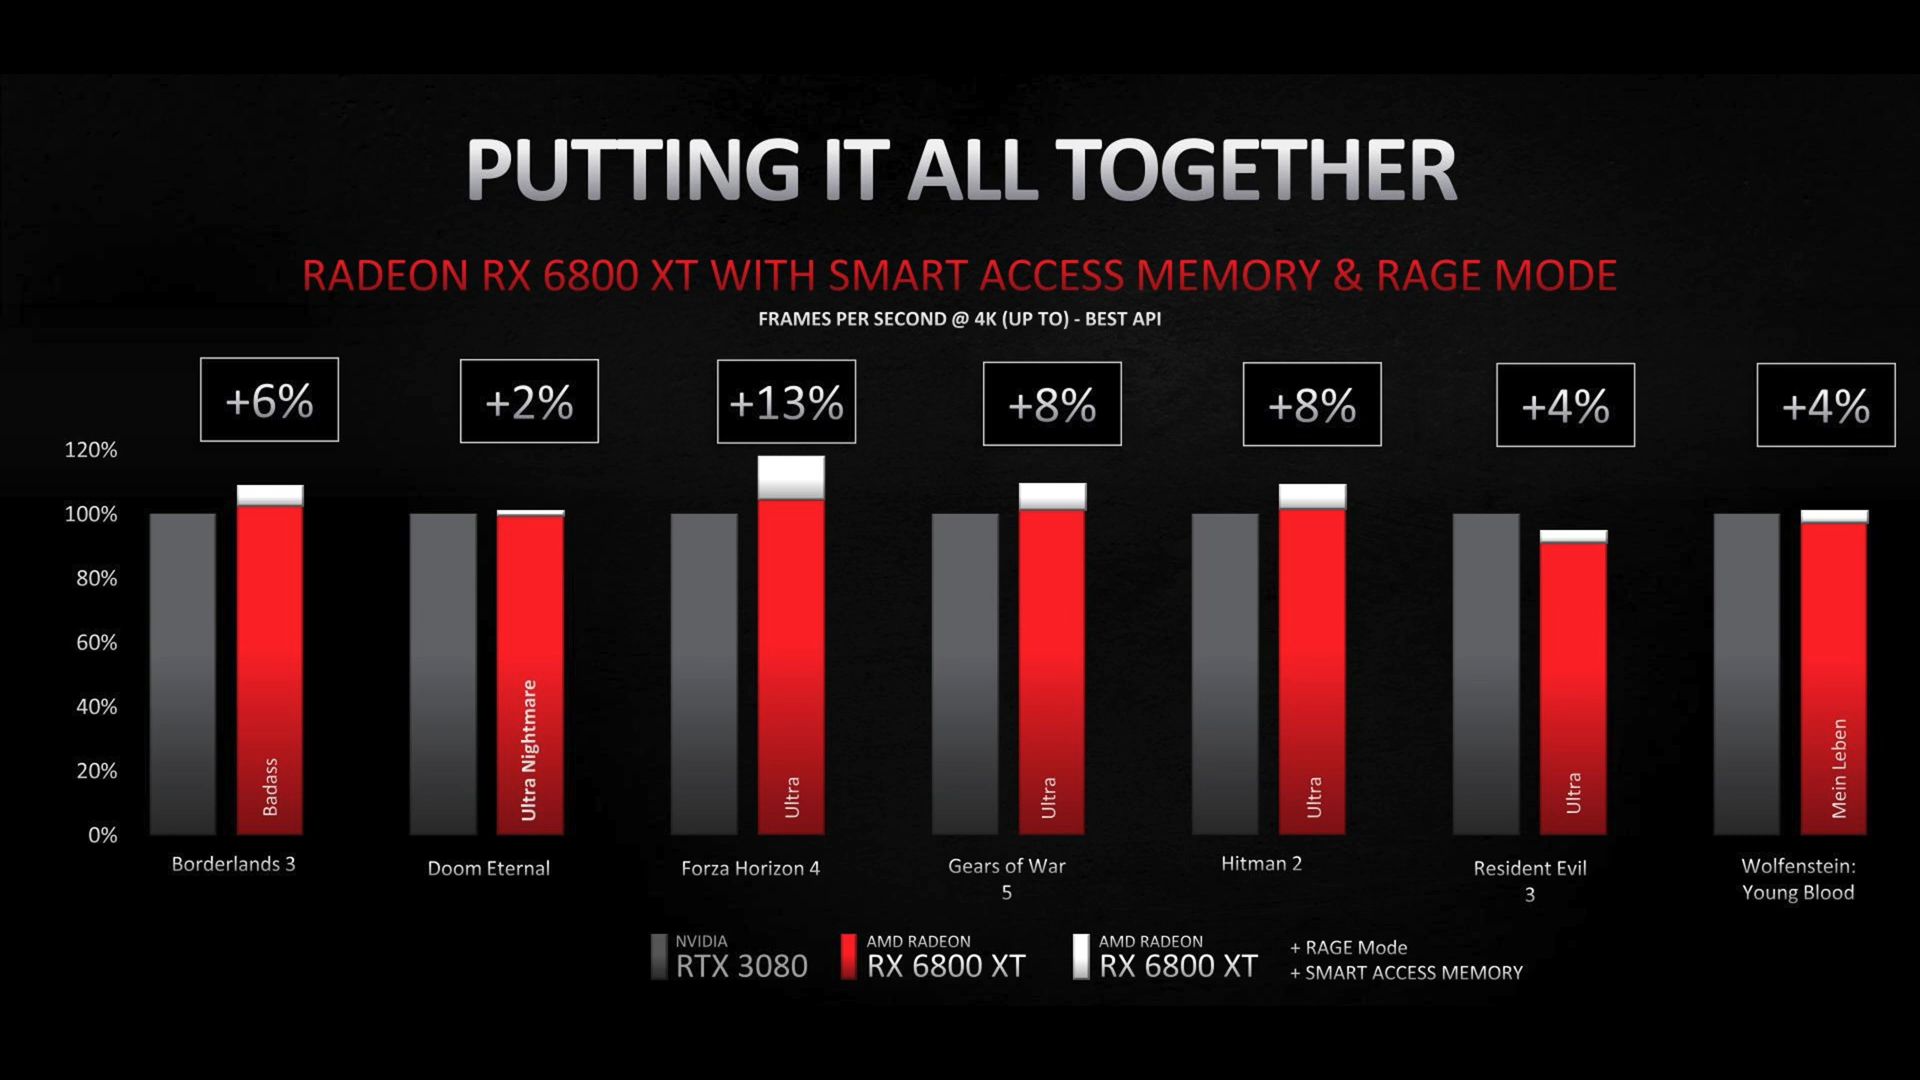 PUTTING IT ALL TOGETHER
RADEON RX 6800 XT WITH SMART ACCESS MEMORY & RAGE MODE
FRAMES PER SECOND @ 4K (UP TO) - BEST API
+6%
+2%
+13%
+8%
+8%
+4%
+4%
120%
100%
80%
60%
40%
20%
0%
Badass
Ultra Nightmare
Ultra
Ultra
Ultra
Ultra
Mein Leben
Borderlands 3
Doom Eternal
Forza Horizon 4
Gears of War
5
Hitman 2
Resident Evil
3
Wolfenstein:
Young Blood
NVIDIA
RTX 3080
AMD RADEON
RX 6800 XT
AMD RADEON
RX 6800 XT
+ RAGE Mode
+ SMART ACCESS MEMORY